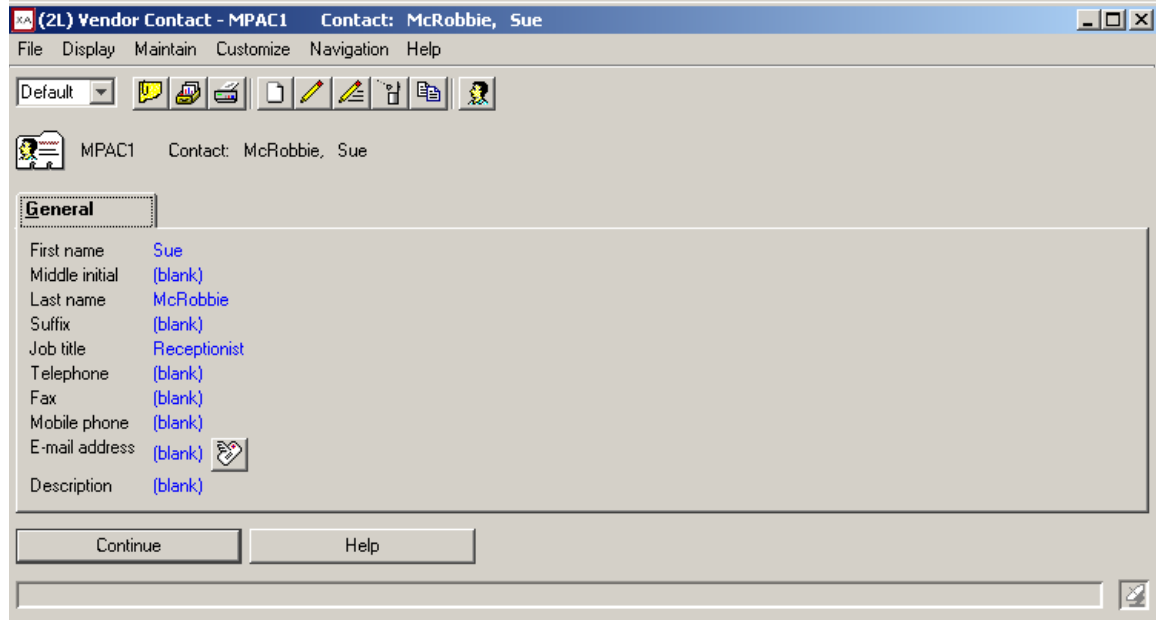 XA (2L) Vendor Contact - MPAC1 Contact: McRobbie, Sue
File Display Maintain Customize Navigation Help
Default
MPAC1 Contact: McRobbie, Sue
General
First name Sue
Middle initial (blank)
Last name McRobbie
Suffix (blank)
Job title Receptionist
Telephone (blank)
Fax (blank)
Mobile phone (blank)
E-mail address (blank)
Description (blank)
Continue Help